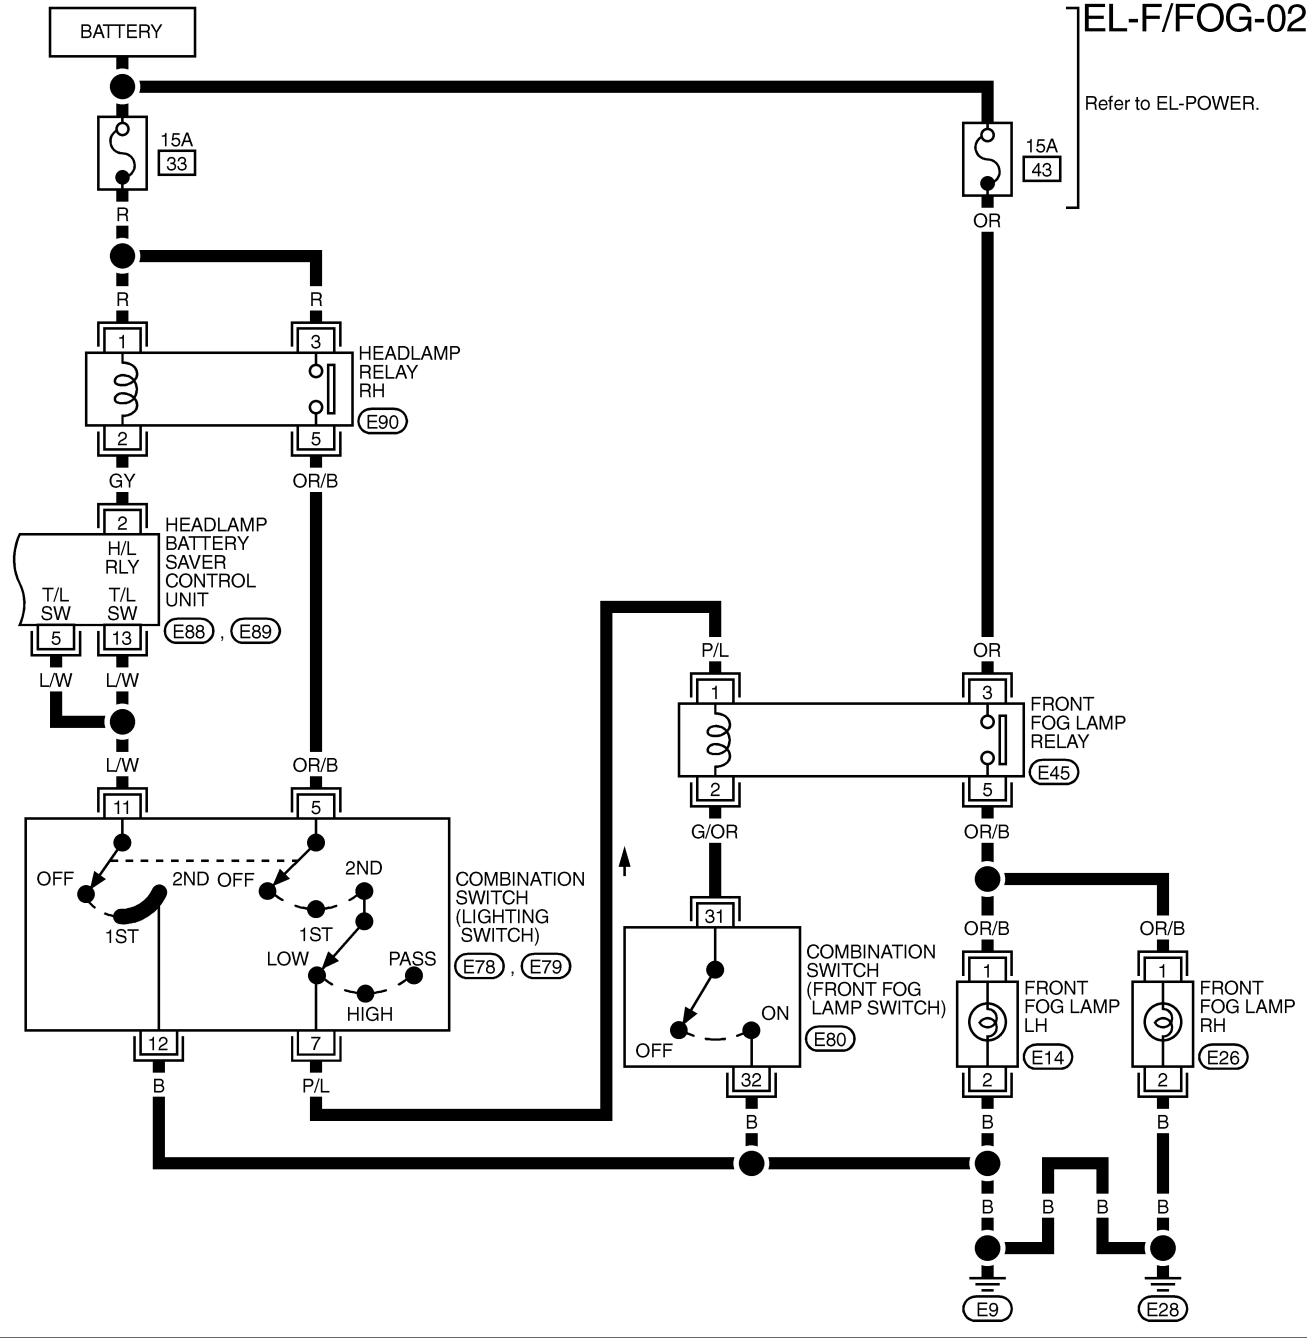 EL-F/FOG-02
BATTERY
Refer to EL-POWER.
15A
33
15A
43
R
OR
R
R
1
3
HEADLAMP
RELAY
RH
E90
2
5
GY
OR/B
2
H/L
RLY
T/L
SW
T/L
SW
HEADLAMP
BATTERY
SAVER
CONTROL
UNIT
E88 , E89
5
13
L/W
L/W
P/L
OR
1
3
FRONT
FOG LAMP
RELAY
E45
L/W
OR/B
11
5
2
5
G/OR
OR/B
OFF
2ND
1ST
OFF
2ND
1ST
LOW
PASS
HIGH
COMBINATION
SWITCH
(LIGHTING
SWITCH)
E78 , E79
31
OR/B
OR/B
COMBINATION
SWITCH
(FRONT FOG
LAMP SWITCH)
E80
OFF
ON
1
1
FRONT
FOG LAMP
LH
E14
FRONT
FOG LAMP
RH
E26
12
7
32
2
2
B
P/L
B
B
B
B
B
B
B
E9
E28